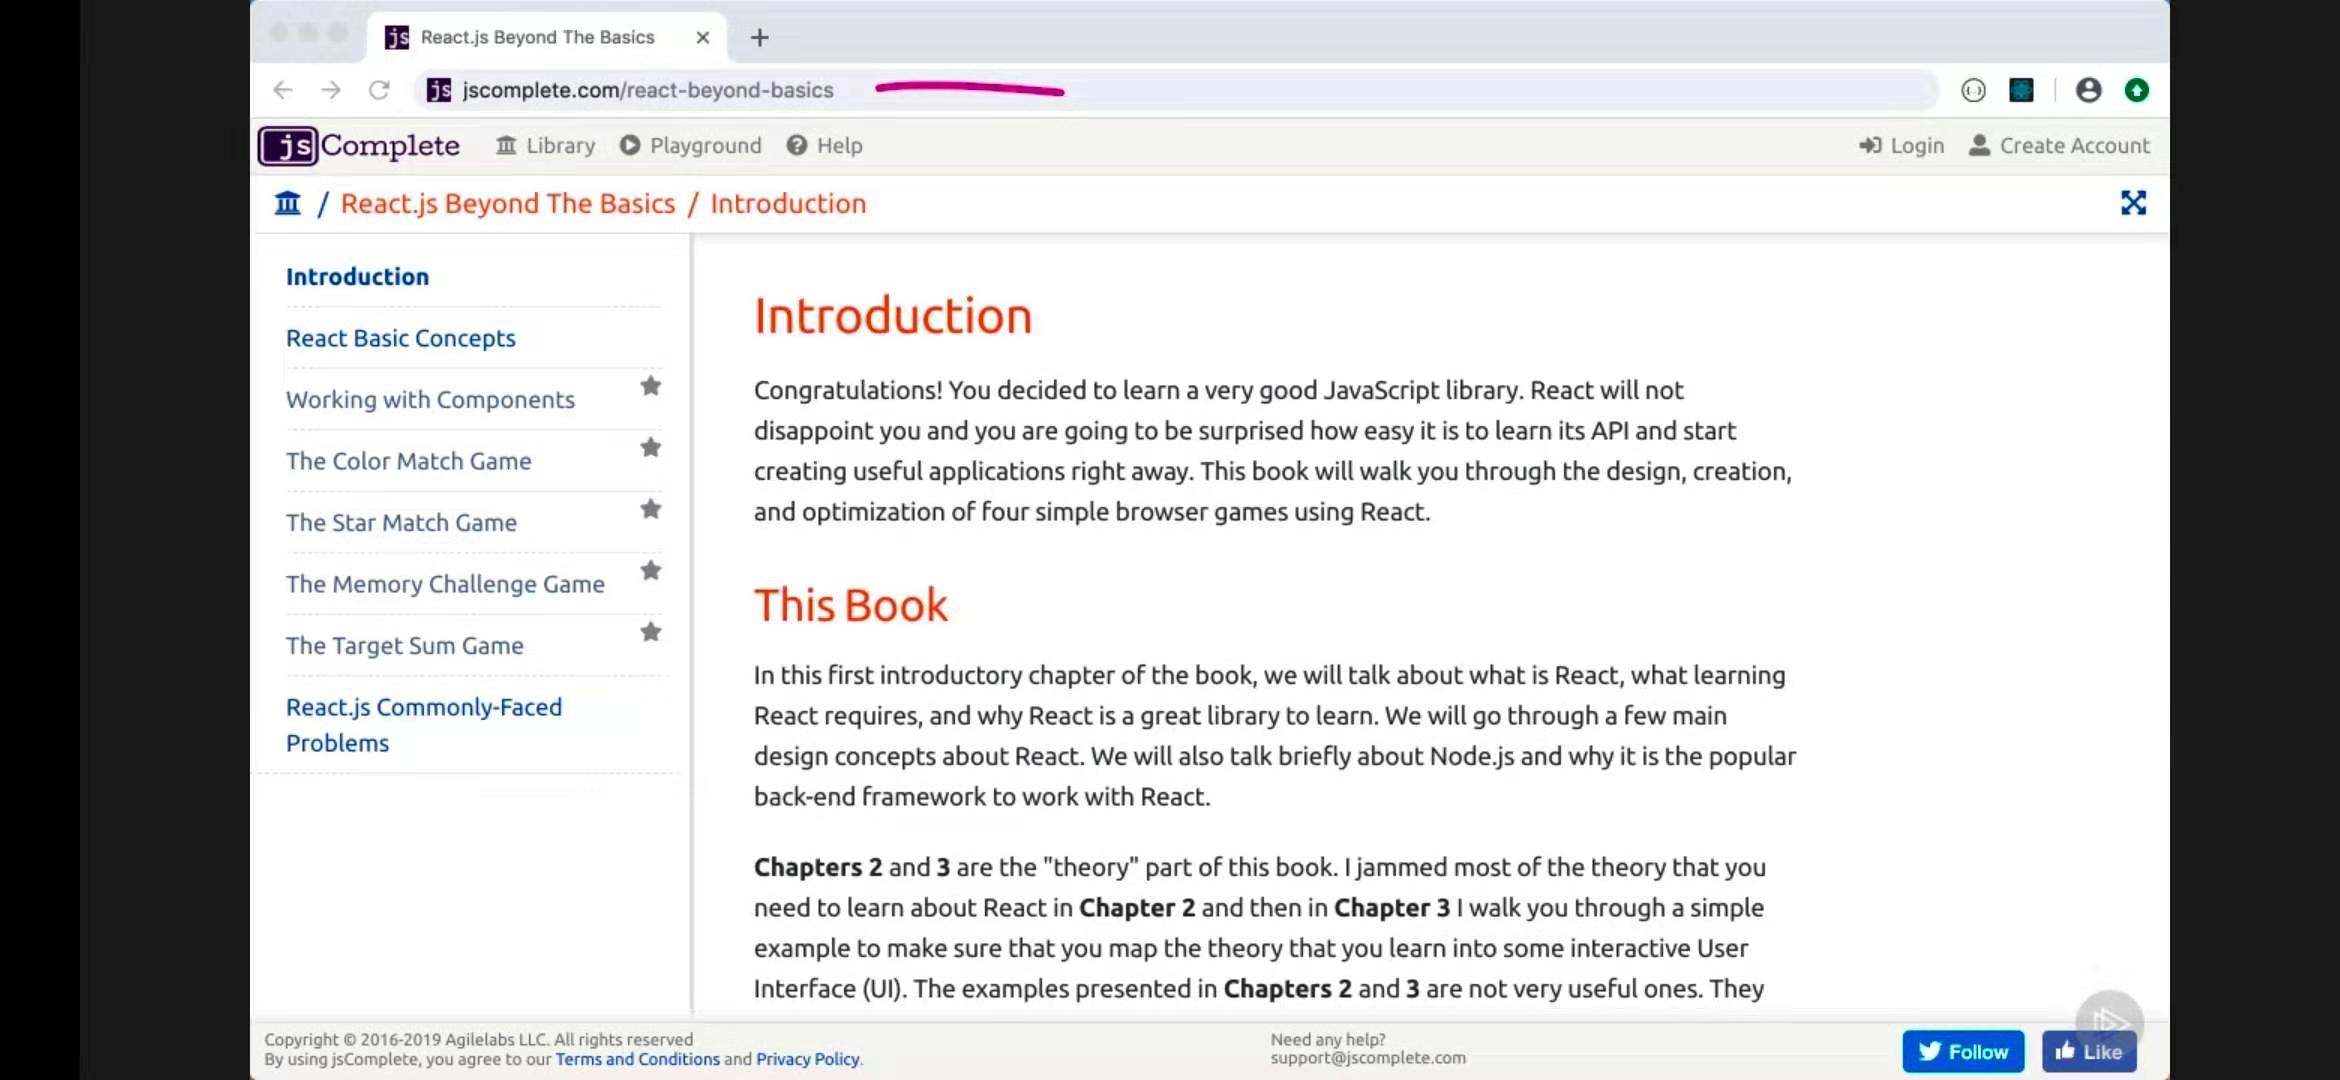 js React.js Beyond The Basics
js jscomplete.com/react-beyond-basics
js Complete Library Playground Help Login Create Account
/ React.js Beyond The Basics / Introduction
Introduction
React Basic Concepts
Working with Components
The Color Match Game
The Star Match Game
The Memory Challenge Game
The Target Sum Game
React.js Commonly-Faced
Problems
Introduction
Congratulations! You decided to learn a very good JavaScript library. React will not
disappoint you and you are going to be surprised how easy it is to learn its API and start
creating useful applications right away. This book will walk you through the design, creation,
and optimization of four simple browser games using React.
This Book
In this first introductory chapter of the book, we will talk about what is React, what learning
React requires, and why React is a great library to learn. We will go through a few main
design concepts about React. We will also talk briefly about Node.js and why it is the popular
back-end framework to work with React.
Chapters 2 and 3 are the "theory" part of this book. I jammed most of the theory that you
need to learn about React in Chapter 2 and then in Chapter 3 I walk you through a simple
example to make sure that you map the theory that you learn into some interactive User
Interface (UI). The examples presented in Chapters 2 and 3 are not very useful ones. They
Copyright © 2016-2019 Agilelabs LLC. All rights reserved
By using jsComplete, you agree to our Terms and Conditions and Privacy Policy.
Need any help?
support@jscomplete.com
Follow
Like